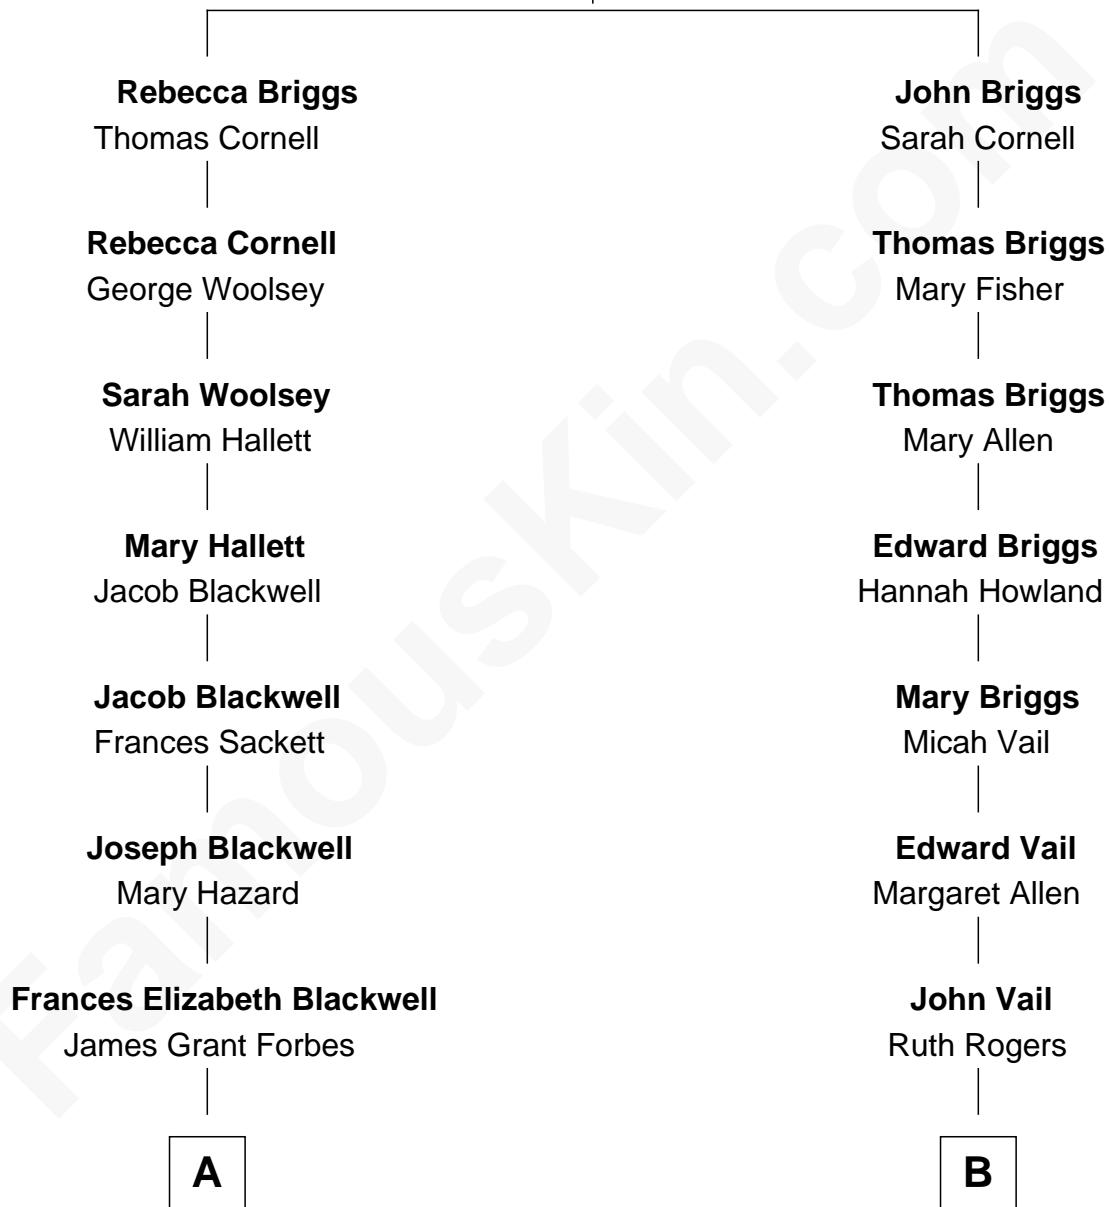 Rebecca Briggs
Thomas Cornell
John Briggs
Sarah Cornell
Rebecca Cornell
George Woolsey
Thomas Briggs
Mary Fisher
Sarah Woolsey
William Hallett
Thomas Briggs
Mary Allen
Mary Hallett
Jacob Blackwell
Edward Briggs
Hannah Howland
Jacob Blackwell
Frances Sackett
Mary Briggs
Micah Vail
Joseph Blackwell
Mary Hazard
Edward Vail
Margaret Allen
Frances Elizabeth Blackwell
James Grant Forbes
John Vail
Ruth Rogers
A
B
FamousKin.com